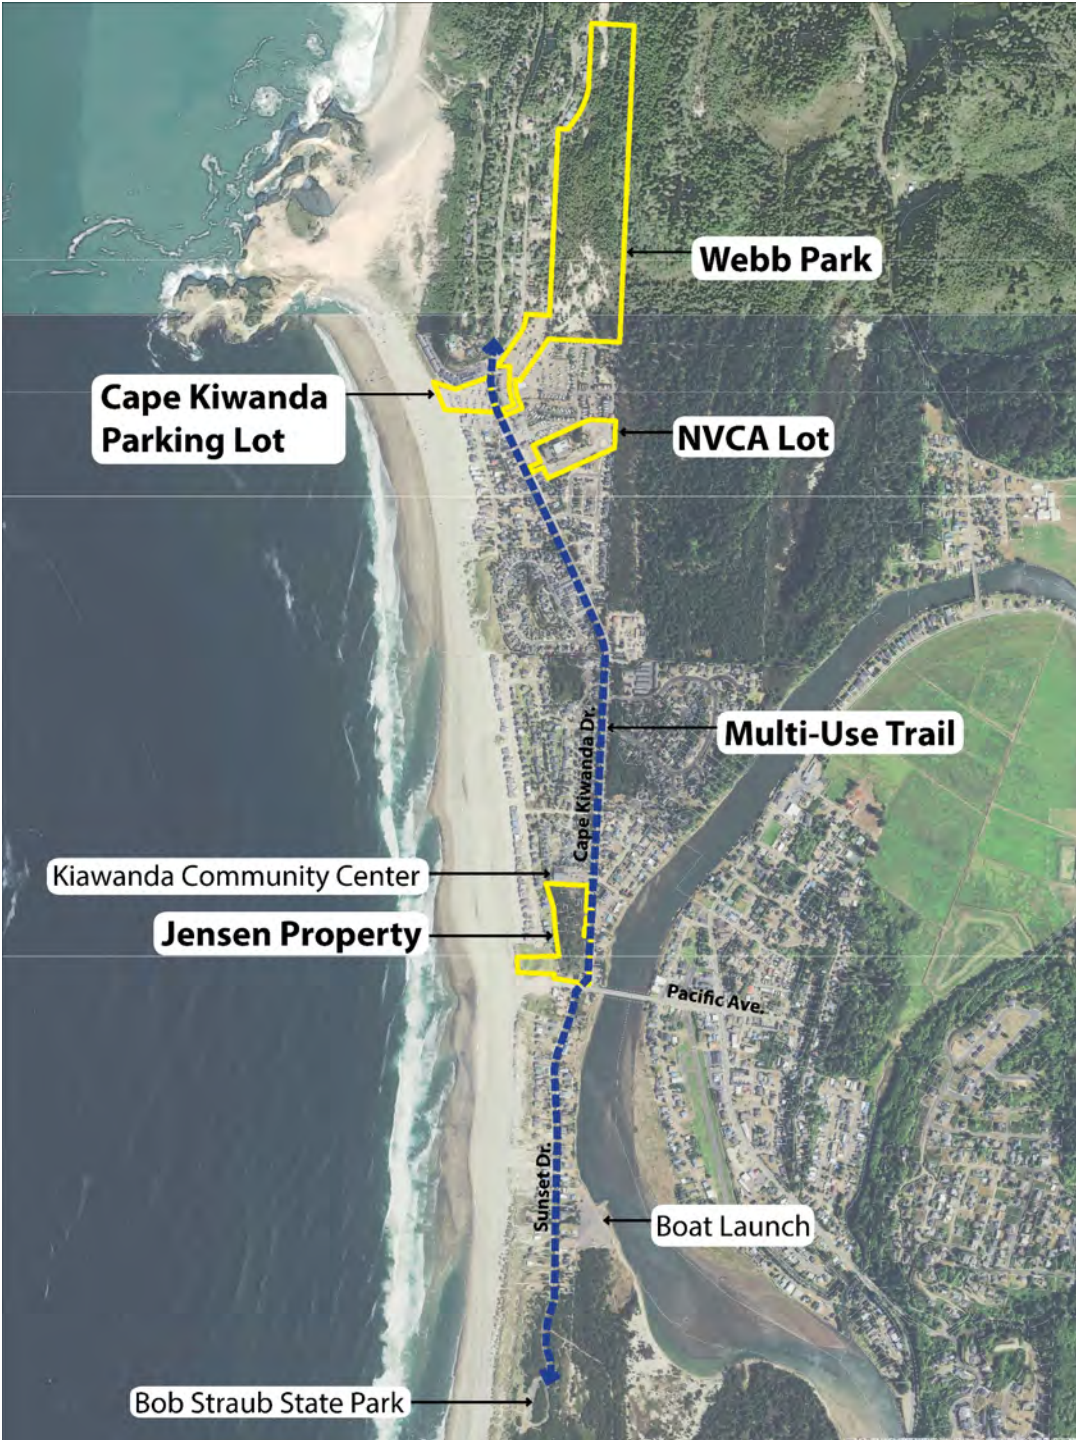 Webb Park
Cape Kiwanda
Parking Lot
NVCA Lot
Multi-Use Trail
Cape Kiwanda Dr.
Kiawanda Community Center
Jensen Property
Pacific Ave.
Sunset Dr.
Boat Launch
Bob Straub State Park